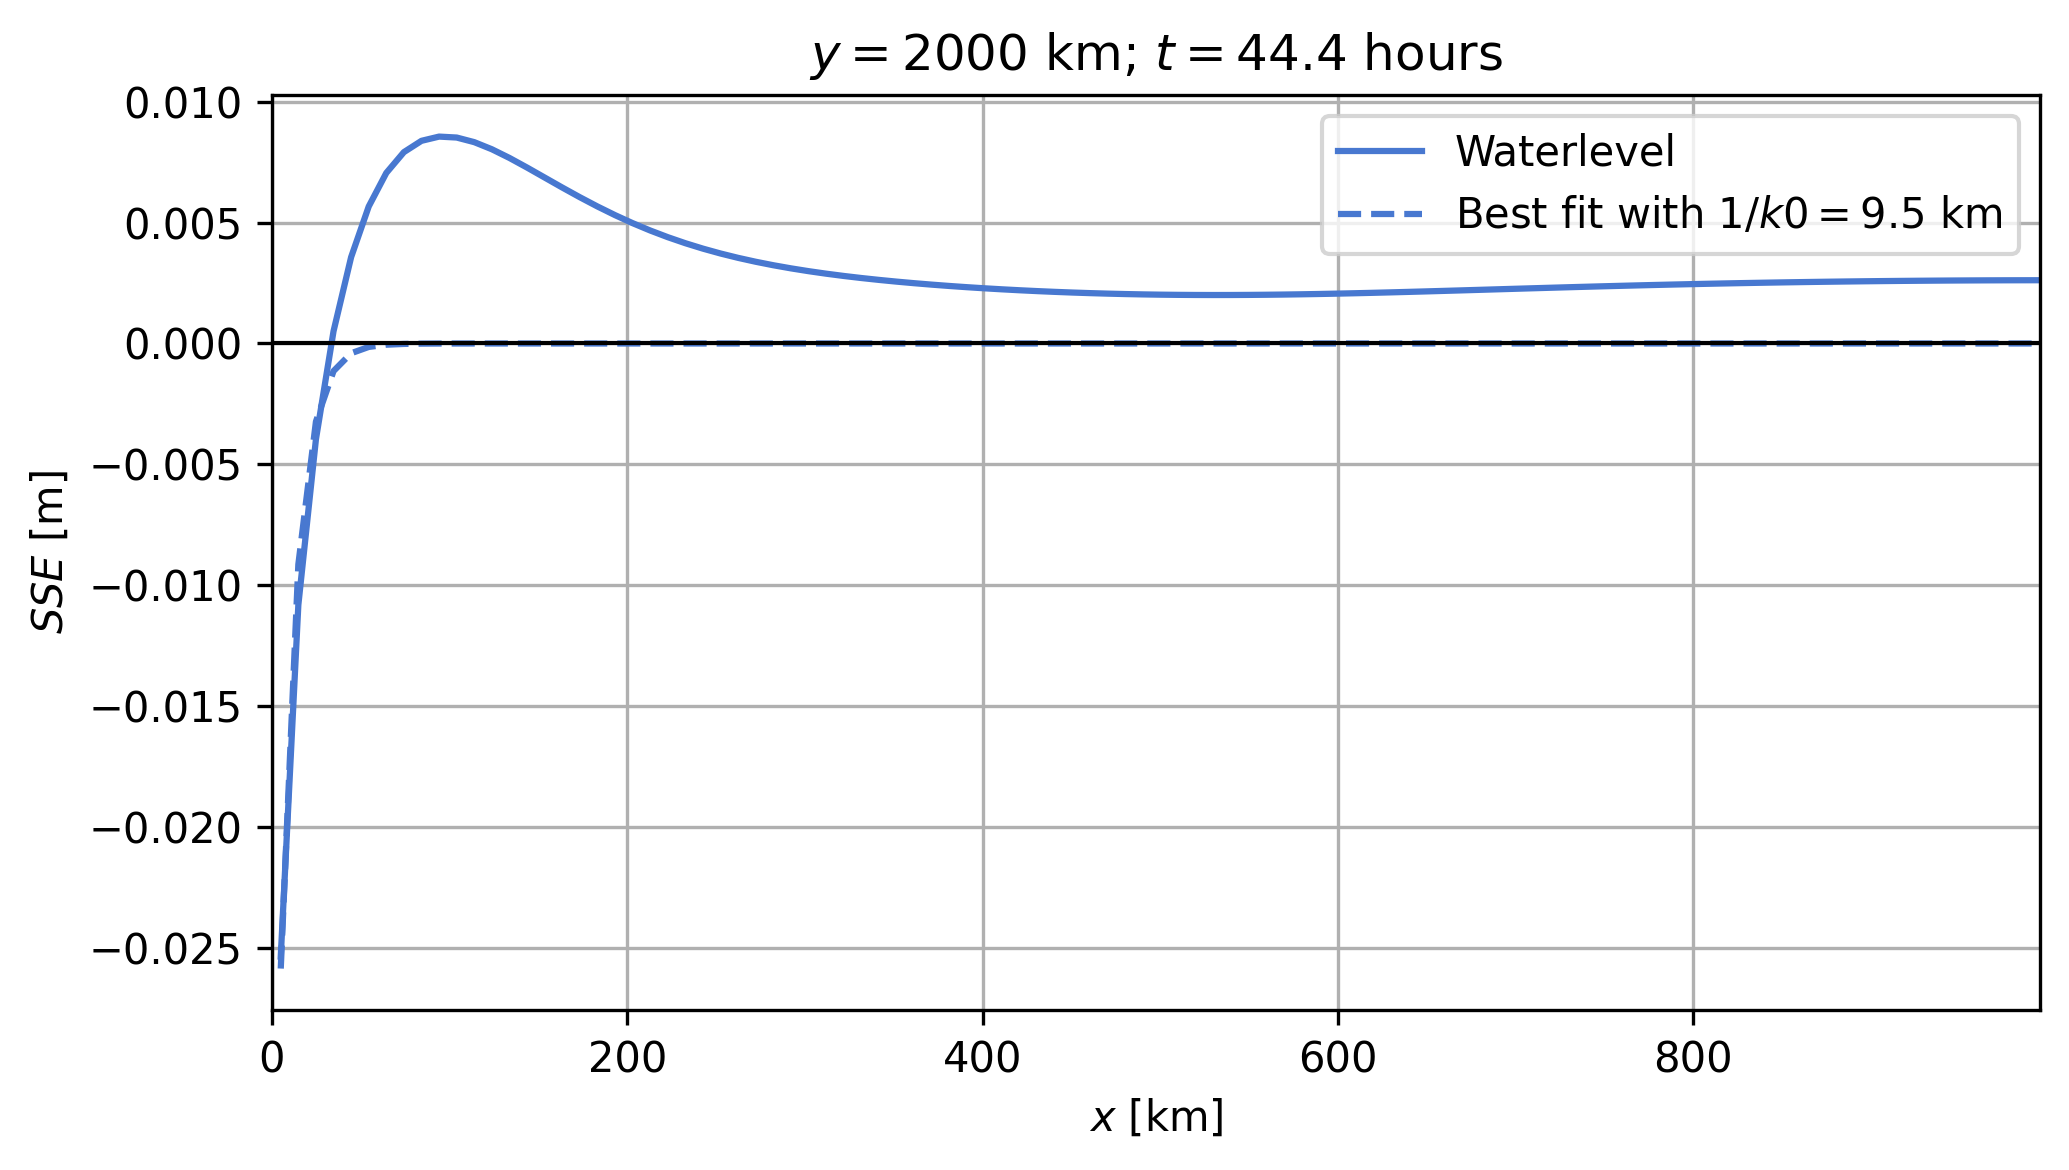 y = 2000 km; t = 44.4 hours
Waterlevel
Best fit with 1/k0 = 9.5 km
SSE [m]
0.010
0.005
0.000
−0.005
−0.010
−0.015
−0.020
−0.025
0 200 400 600 800
x [km]